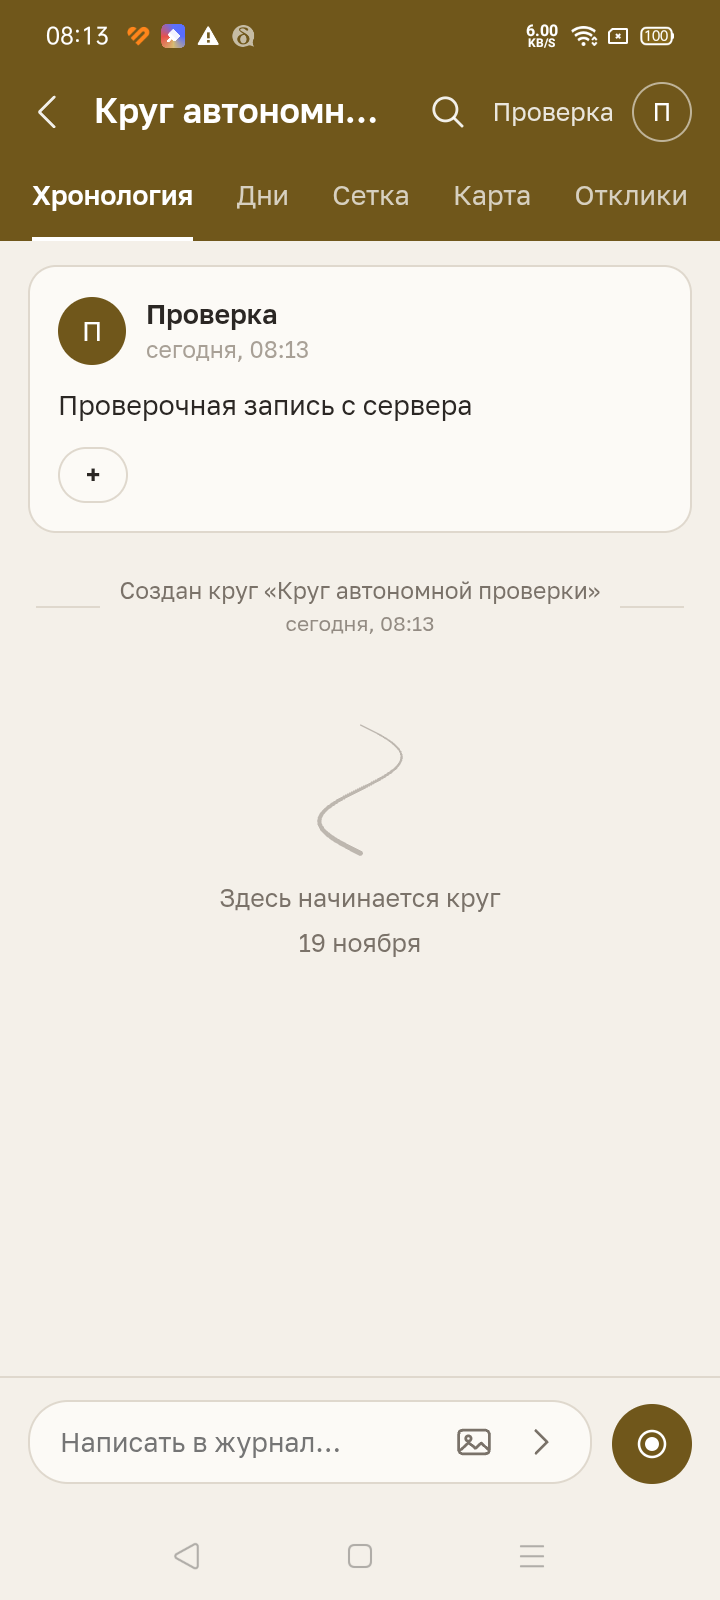 08:13
6.00
KB/S
100
Круг автономн...
Проверка
П
Хронология
Дни
Сетка
Карта
Отклики
П
Проверка
сегодня, 08:13
Проверочная запись с сервера
+
Создан круг «Круг автономной проверки»
сегодня, 08:13
Здесь начинается круг
19 ноября
Написать в журнал...